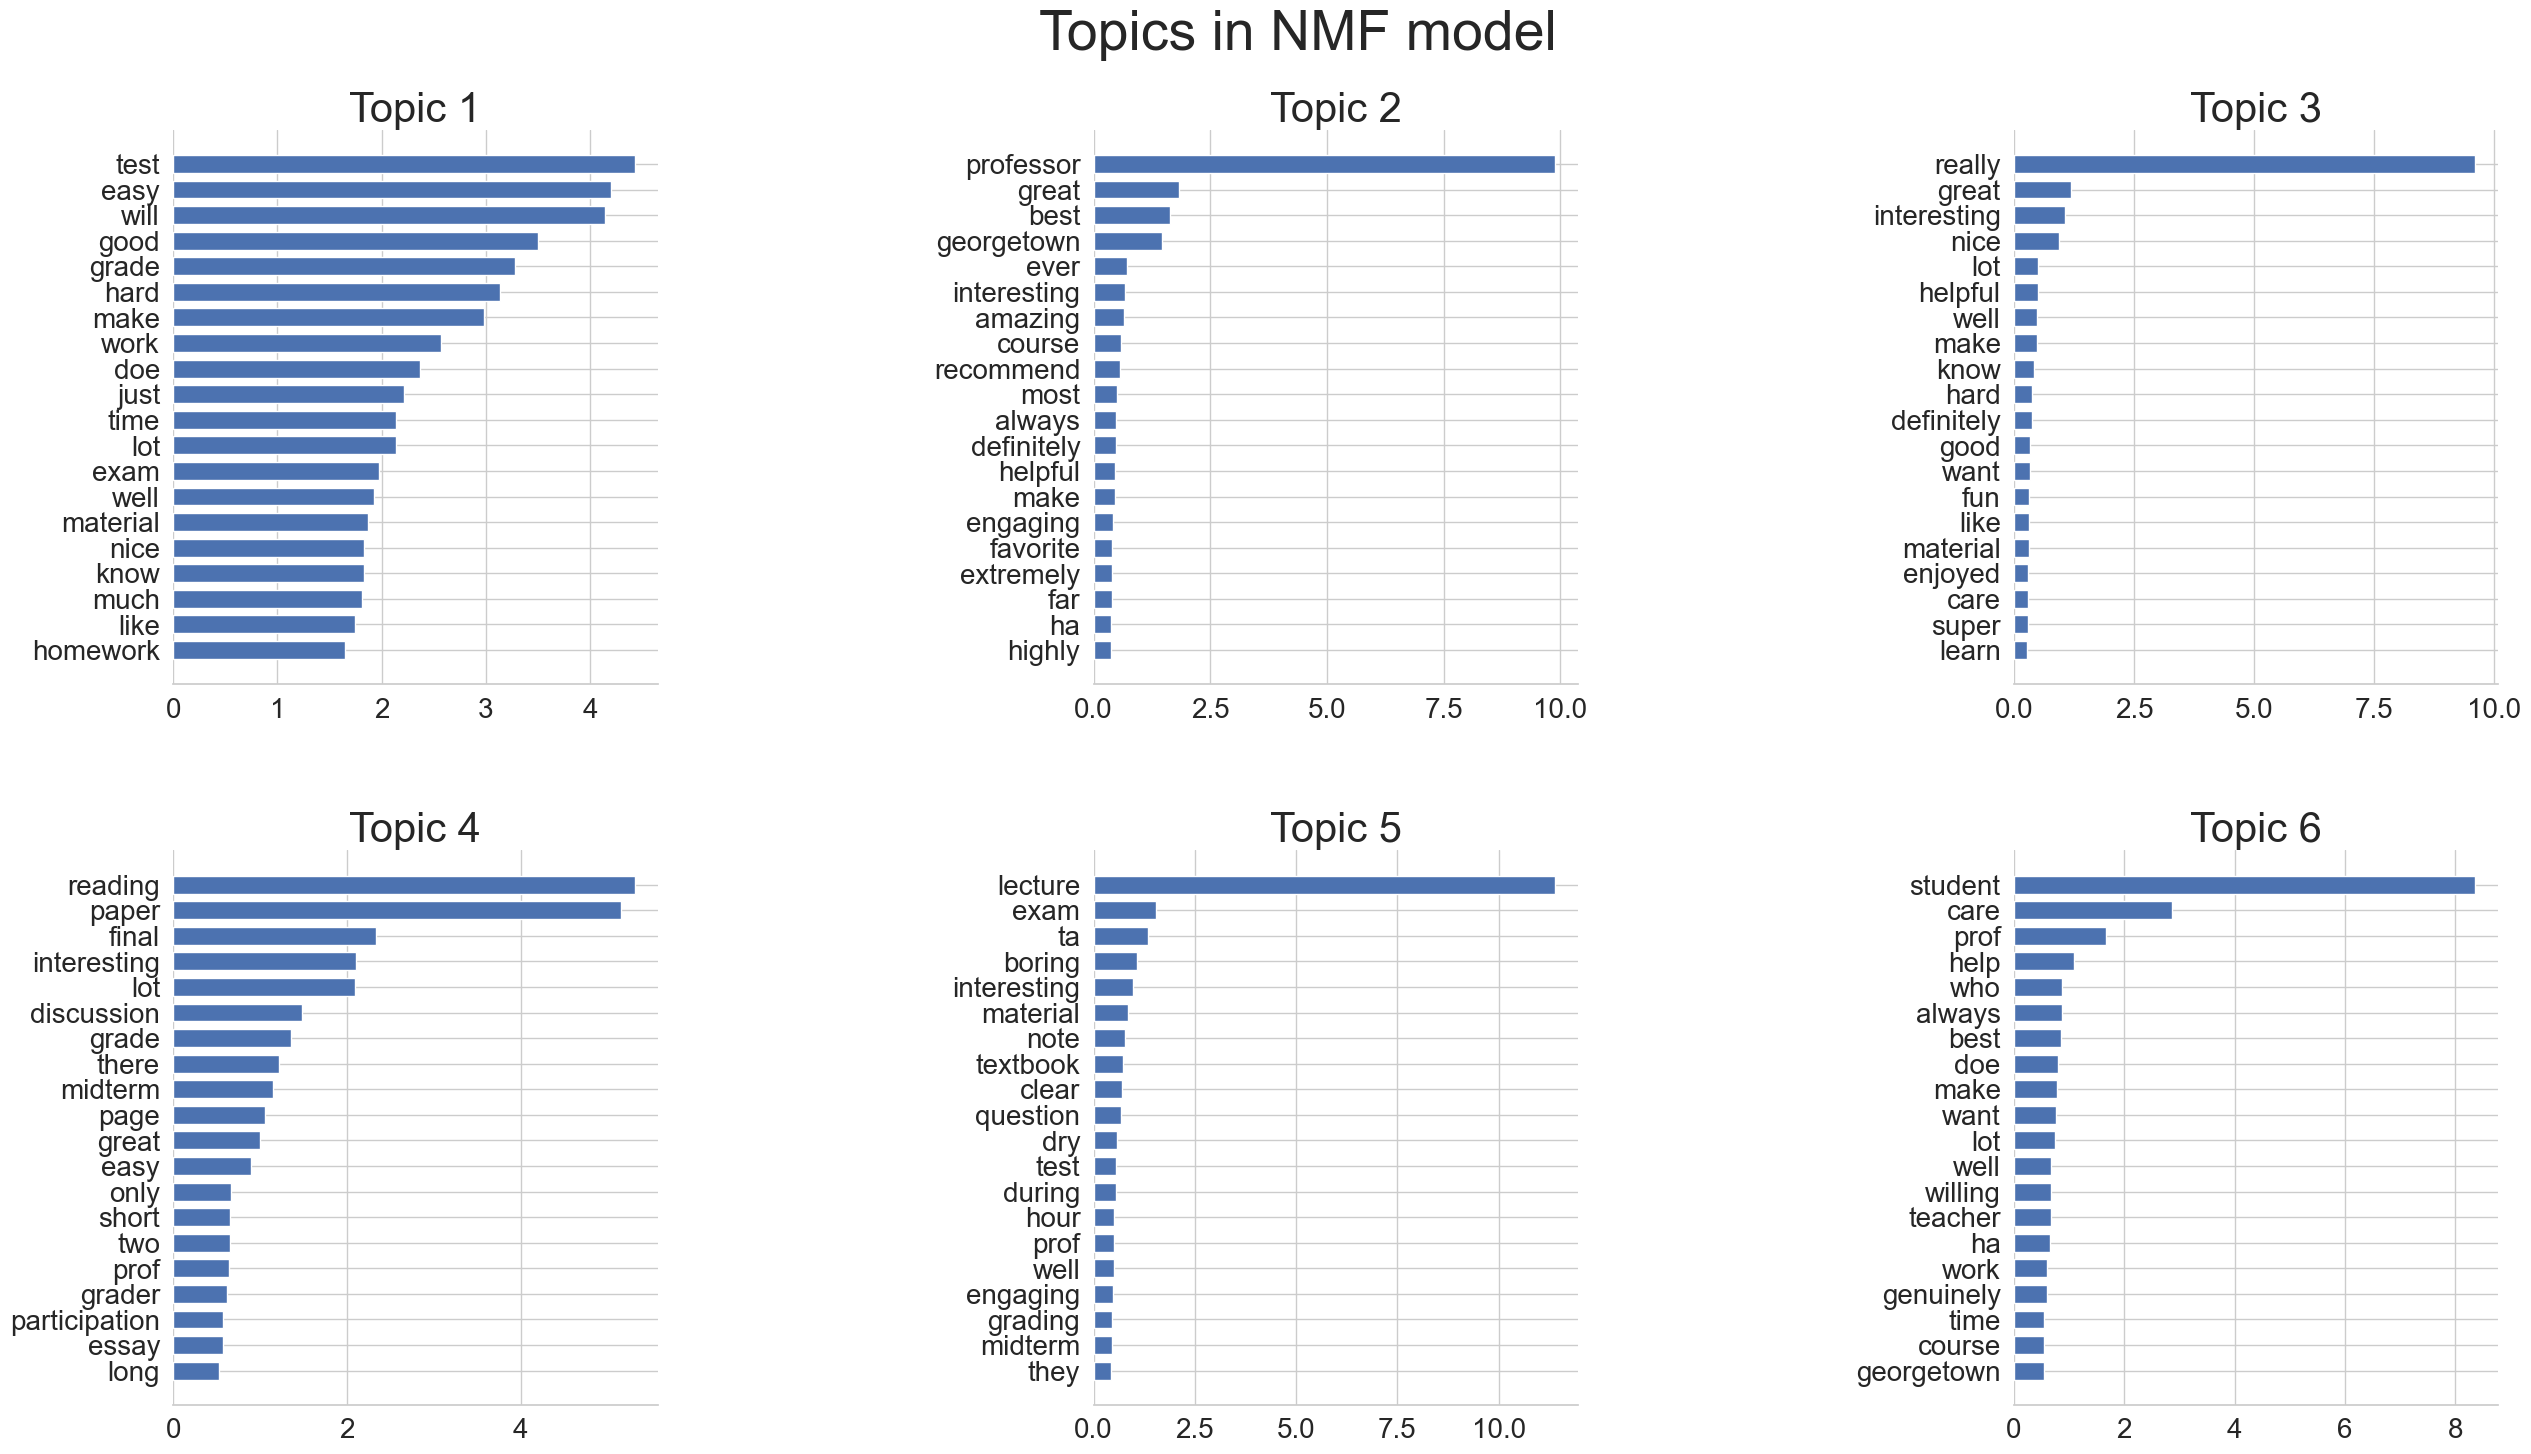 Topics in NMF model
Topic 1
test
easy
will
good
grade
hard
make
work
doe
just
time
lot
exam
well
material
nice
know
much
like
homework
0 1 2 3 4
Topic 2
professor
great
best
georgetown
ever
interesting
amazing
course
recommend
most
always
definitely
helpful
make
engaging
favorite
extremely
far
ha
highly
0.0 2.5 5.0 7.5 10.0
Topic 3
really
great
interesting
nice
lot
helpful
well
make
know
hard
definitely
good
want
fun
like
material
enjoyed
care
super
learn
0.0 2.5 5.0 7.5 10.0
Topic 4
reading
paper
final
interesting
lot
discussion
grade
there
midterm
page
great
easy
only
short
two
prof
grader
participation
essay
long
0 2 4
Topic 5
lecture
exam
ta
boring
interesting
material
note
textbook
clear
question
dry
test
during
hour
prof
well
engaging
grading
midterm
they
0.0 2.5 5.0 7.5 10.0
Topic 6
student
care
prof
help
who
always
best
doe
make
want
lot
well
willing
teacher
ha
work
genuinely
time
course
georgetown
0 2 4 6 8